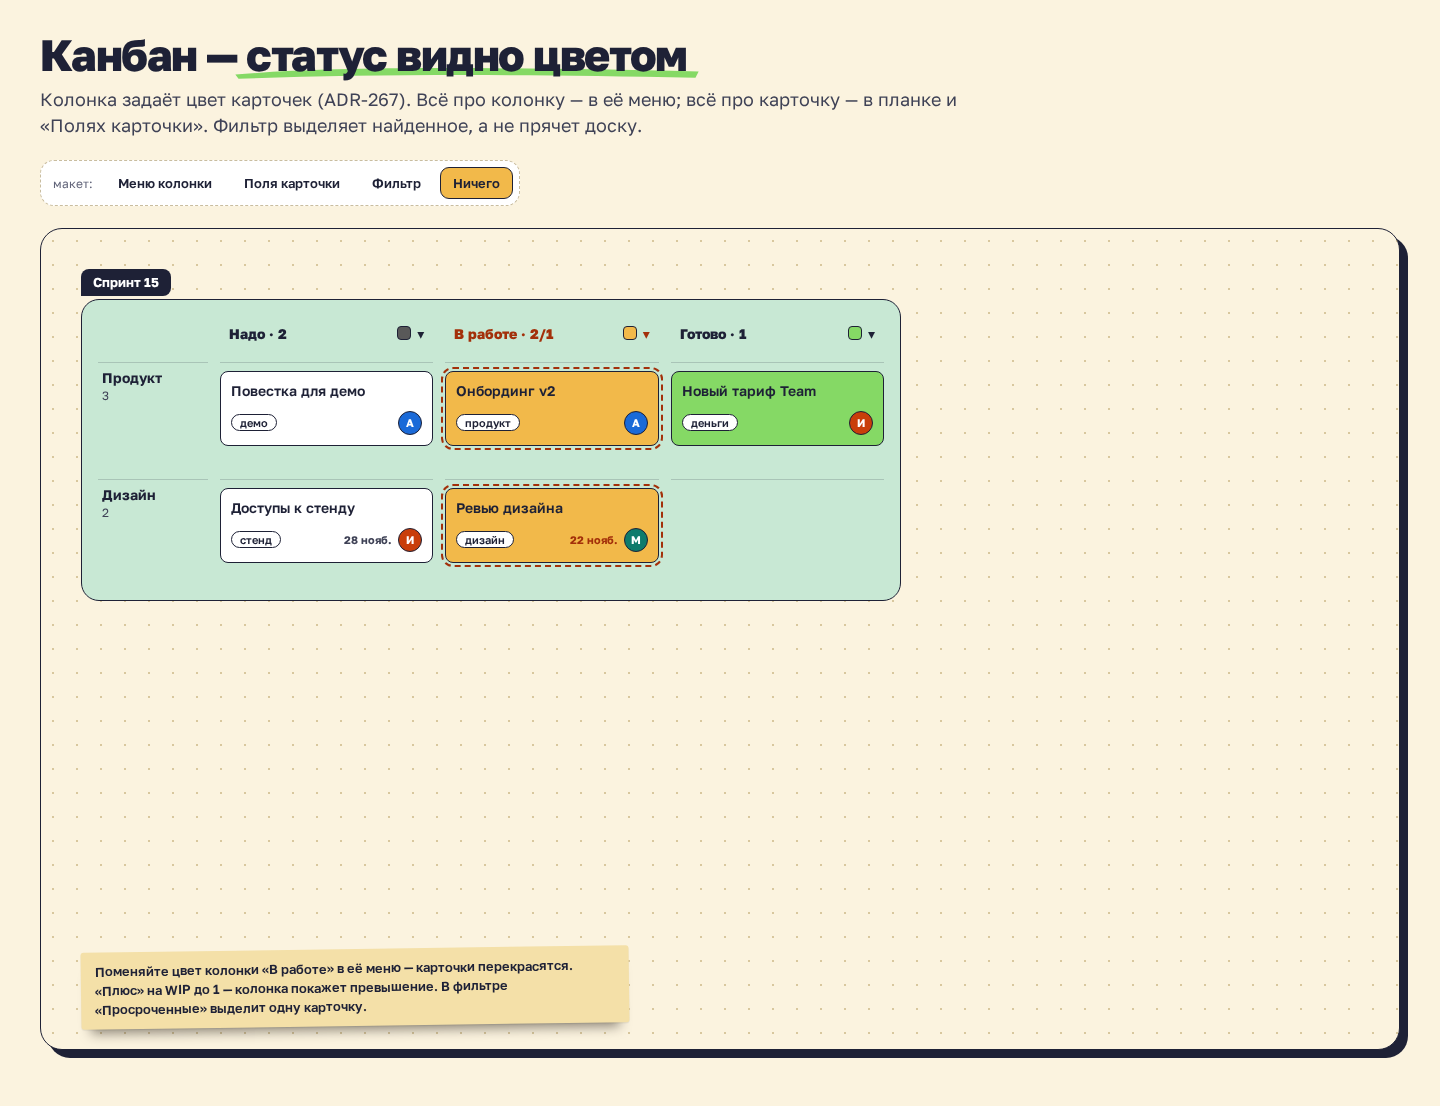 Канбан — статус видно цветом
Колонка задаёт цвет карточек (ADR-267). Всё про колонку — в её меню; всё про карточку — в планке и
«Полях карточки». Фильтр выделяет найденное, а не прячет доску.
макет: Меню колонки Поля карточки Фильтр Ничего
Спринт 15
Надо · 2 ▼ В работе · 2/1 ▼ Готово · 1 ▼
Продукт
3
Повестка для демо
демо А
Онбординг v2
продукт А
Новый тариф Team
деньги И
Дизайн
2
Доступы к стенду
стенд 28 нояб. И
Ревью дизайна
дизайн 22 нояб. М
Поменяйте цвет колонки «В работе» в её меню — карточки перекрасятся.
«Плюс» на WIP до 1 — колонка покажет превышение. В фильтре
«Просроченные» выделит одну карточку.